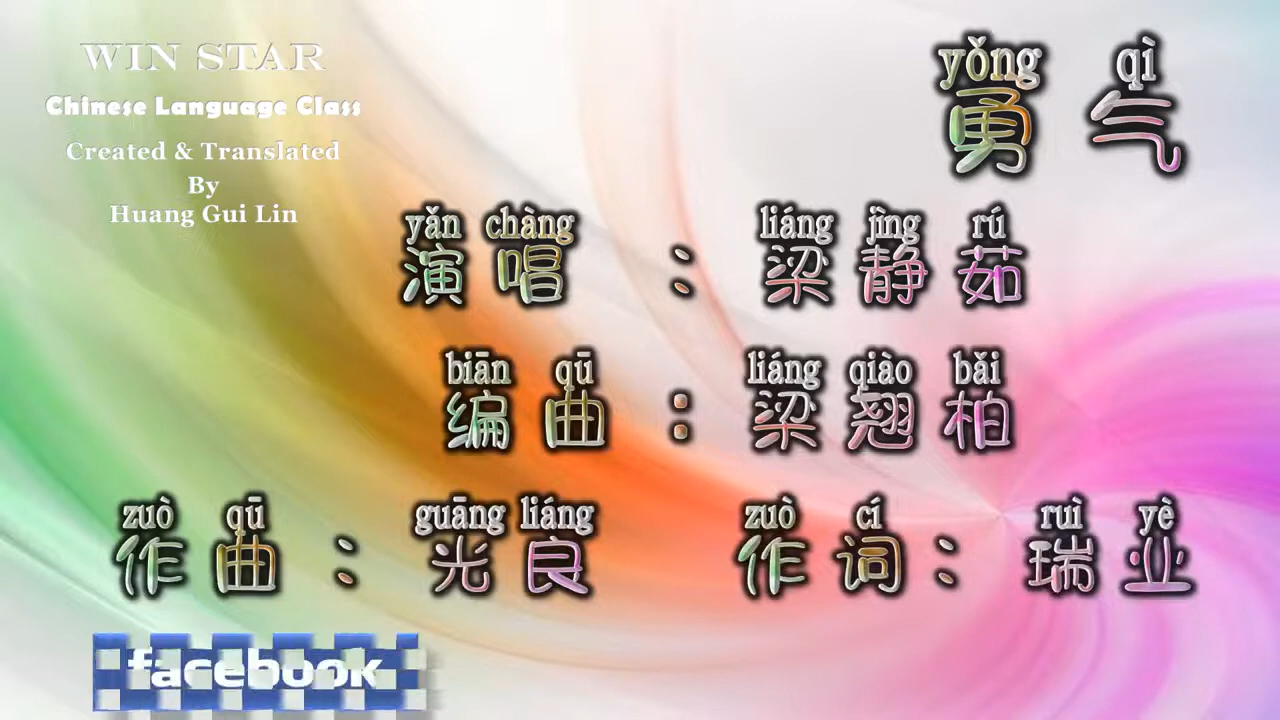 WIN STAR
Chinese Language Class
Created & Translated
By
Huang Gui Lin
yǒng qì
勇 气
yǎn chàng liáng jìng rú
演 唱 : 梁 静 茹
biān qū liáng qiào bǎi
编 曲 : 梁 翘 柏
zuò qū guāng liáng zuò cí ruì yè
作 曲 : 光 良 作 词 : 瑞 业
facebook